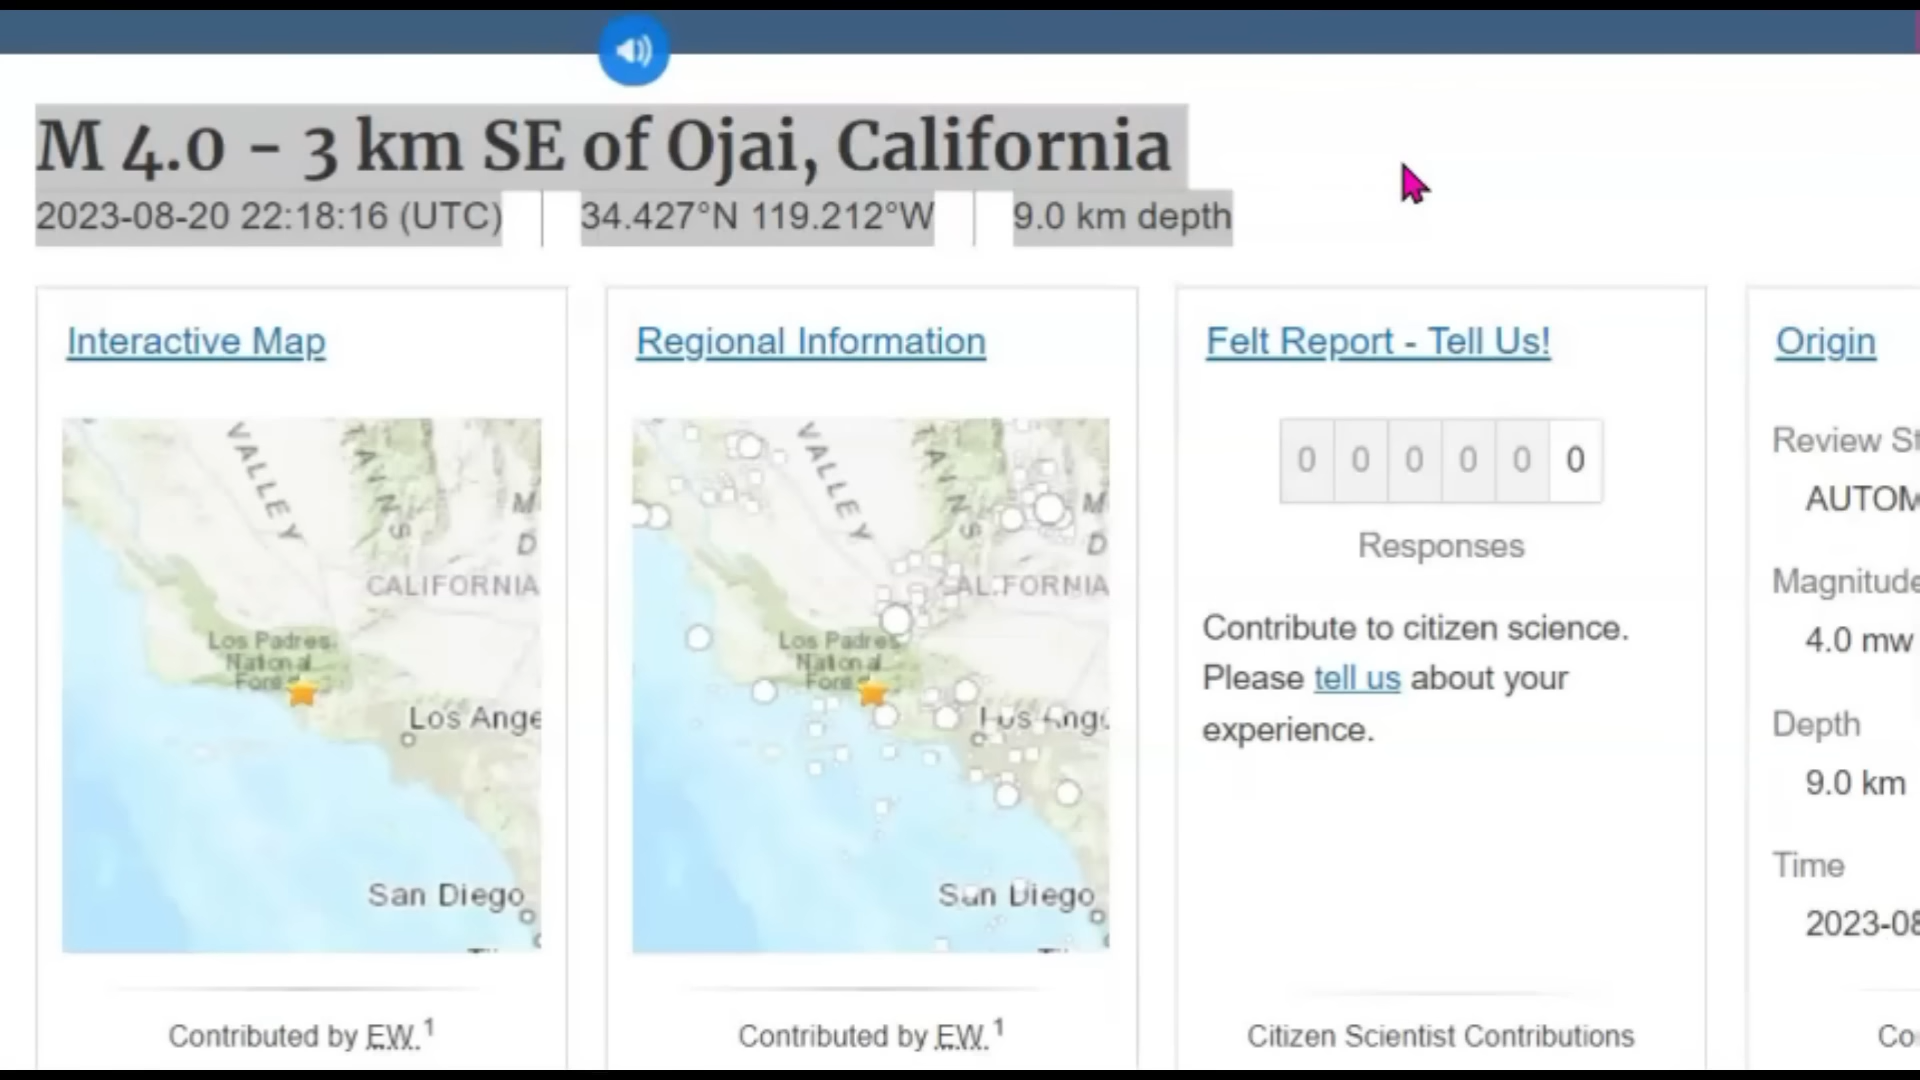 M 4.0 - 3 km SE of Ojai, California
2023-08-20 22:18:16 (UTC)
34.427°N 119.212°W
9.0 km depth
Interactive Map
VALLEY
CALIFORNIA
Los Padres
National
Los Ange
San Diego
Contributed by EW.1
Regional Information
VALLEY
CALIFORNIA
Los Padres
National
San Diego
Contributed by EW.1
Felt Report - Tell Us!
0 0 0 0 0 0
Responses
Contribute to citizen science.
Please tell us about your
experience.
Citizen Scientist Contributions
Origin
Review St
AUTOM
Magnitude
4.0 mw
Depth
9.0 km
Time
2023-08
Co